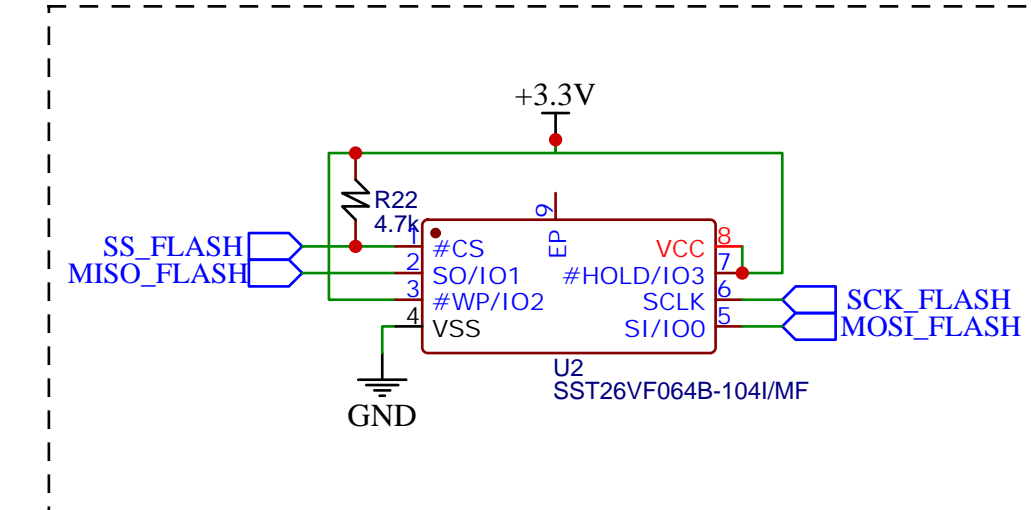 +3.3V
R22
4.7k
9
EP
SS_FLASH
1
#CS
VCC
8
MISO_FLASH
2
SO/IO1
#HOLD/IO3
7
3
#WP/IO2
SCLK
6
SCK_FLASH
4
VSS
SI/IO0
5
MOSI_FLASH
U2
SST26VF064B-104I/MF
GND